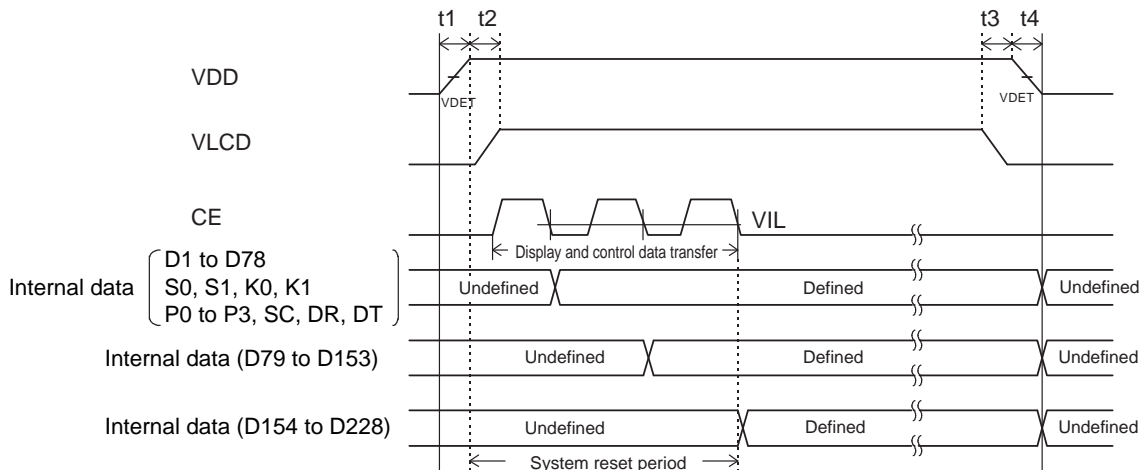 t1 t2 t3 t4
VDD
VDET VDET
VLCD
CE
VIL
Display and control data transfer
Internal data
D1 to D78
S0, S1, K0, K1
P0 to P3, SC, DR, DT
Undefined Defined Undefined
Internal data (D79 to D153)
Undefined Defined Undefined
Internal data (D154 to D228)
Undefined Defined Undefined
System reset period